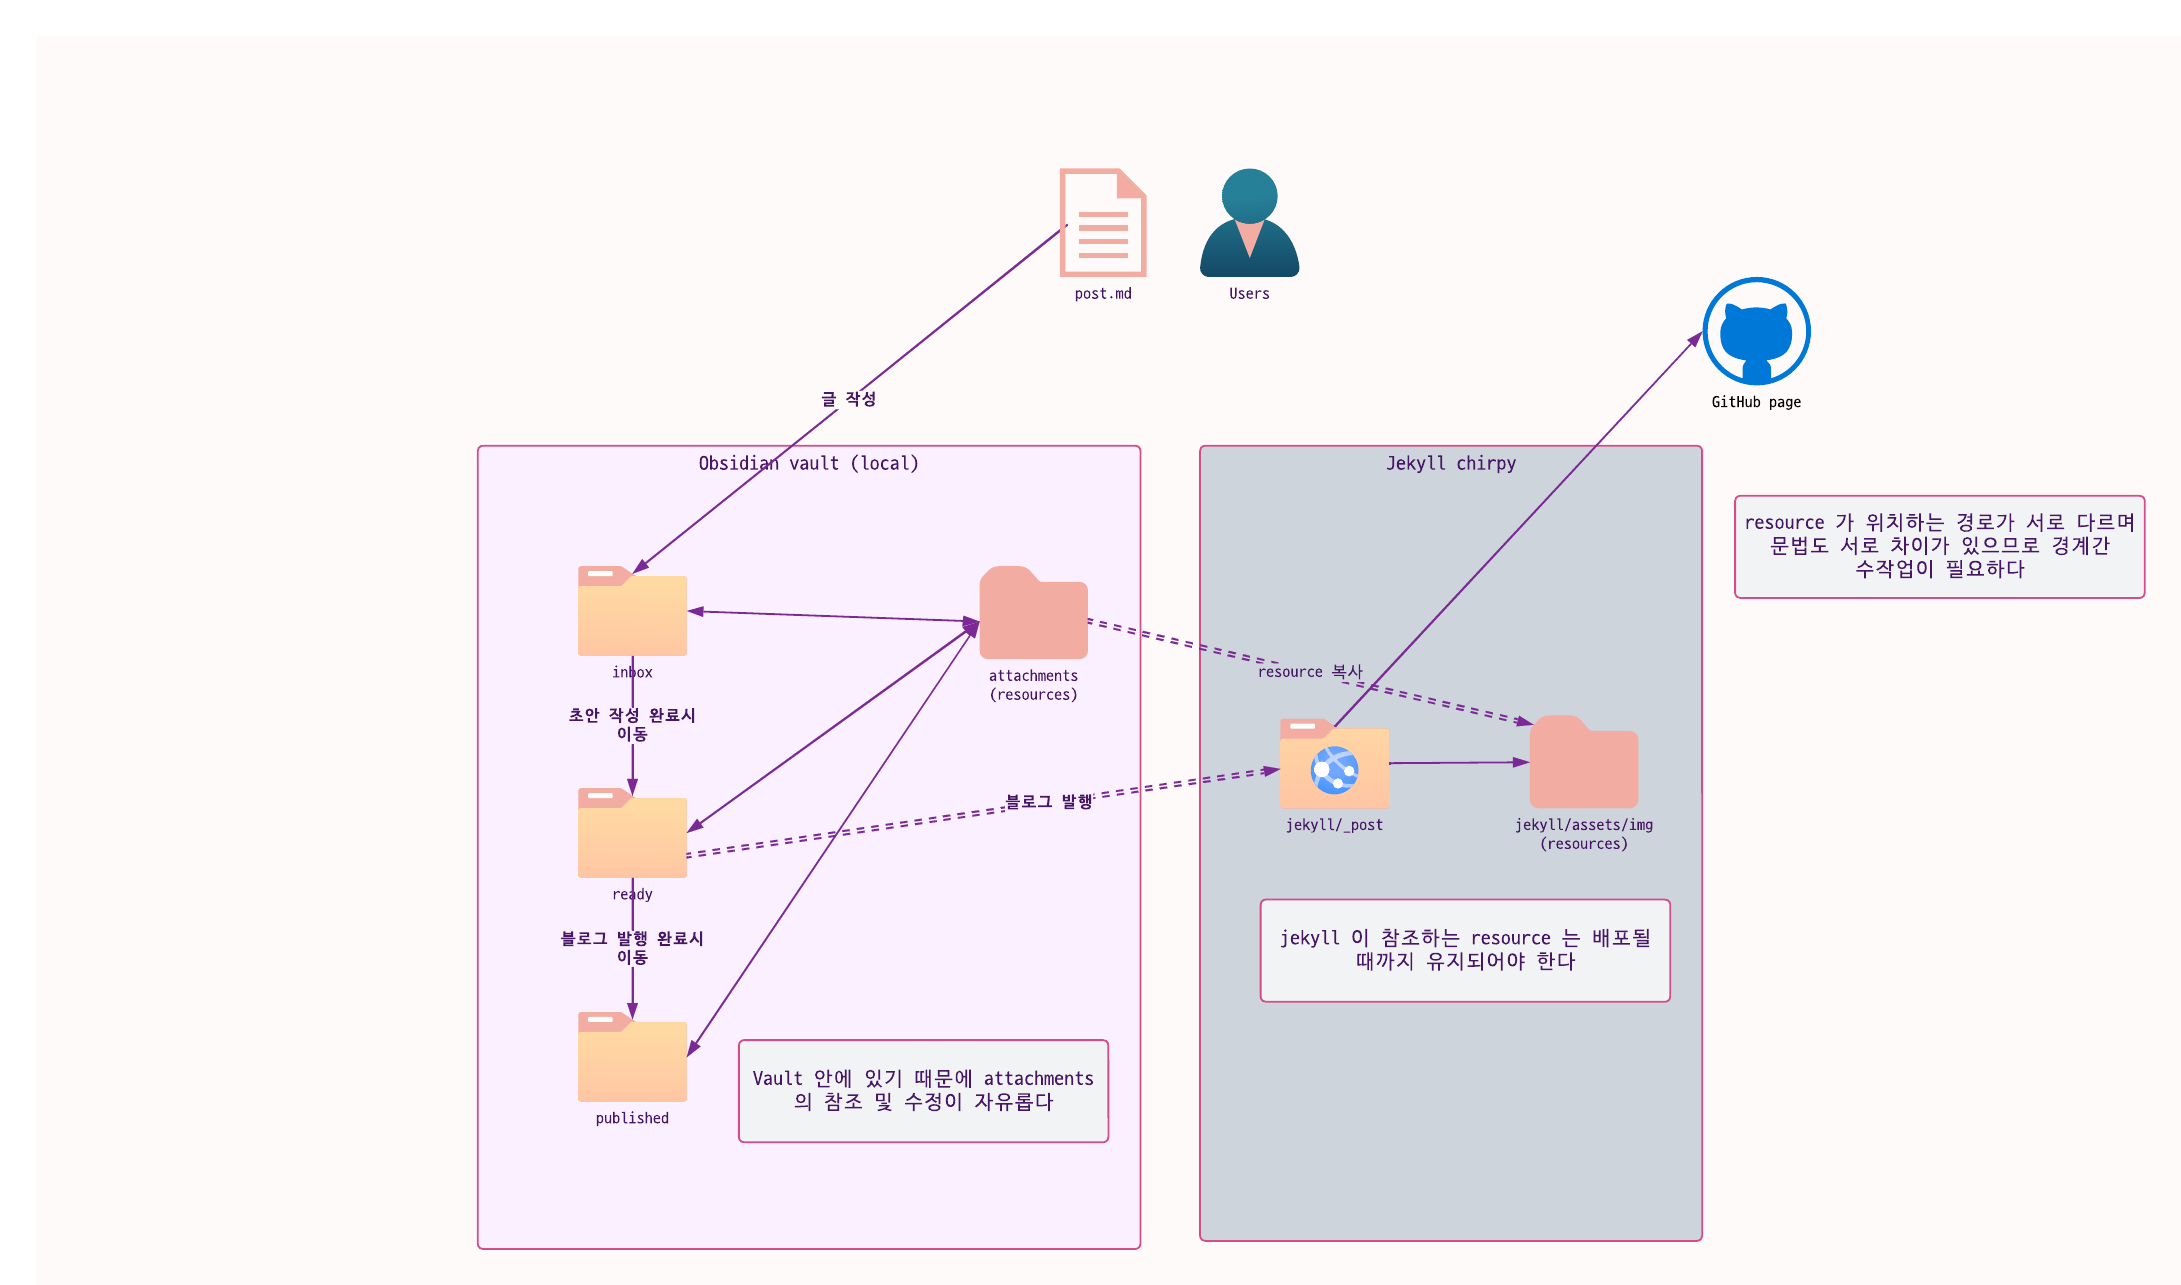 post.md
Users
GitHub page
글 작성
Obsidian vault (local)
inbox
초안 작성 완료시
이동
ready
블로그 발행 완료시
이동
published
attachments
(resources)
Vault 안에 있기 때문에 attachments
의 참조 및 수정이 자유롭다
resource 복사
블로그 발행
Jekyll chirpy
jekyll/_post
jekyll/assets/img
(resources)
jekyll 이 참조하는 resource 는 배포될
때까지 유지되어야 한다
resource 가 위치하는 경로가 서로 다르며
문법도 서로 차이가 있으므로 경계간
수작업이 필요하다